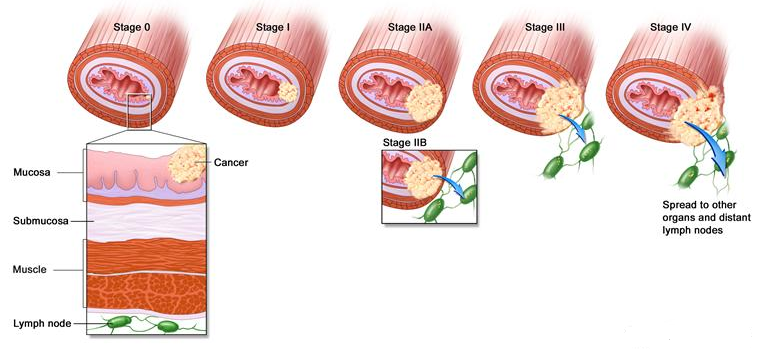 Stage 0
Stage I
Stage IIA
Stage III
Stage IV
Stage IIB
Cancer
Mucosa
Submucosa
Muscle
Lymph node
Spread to other
organs and distant
lymph nodes